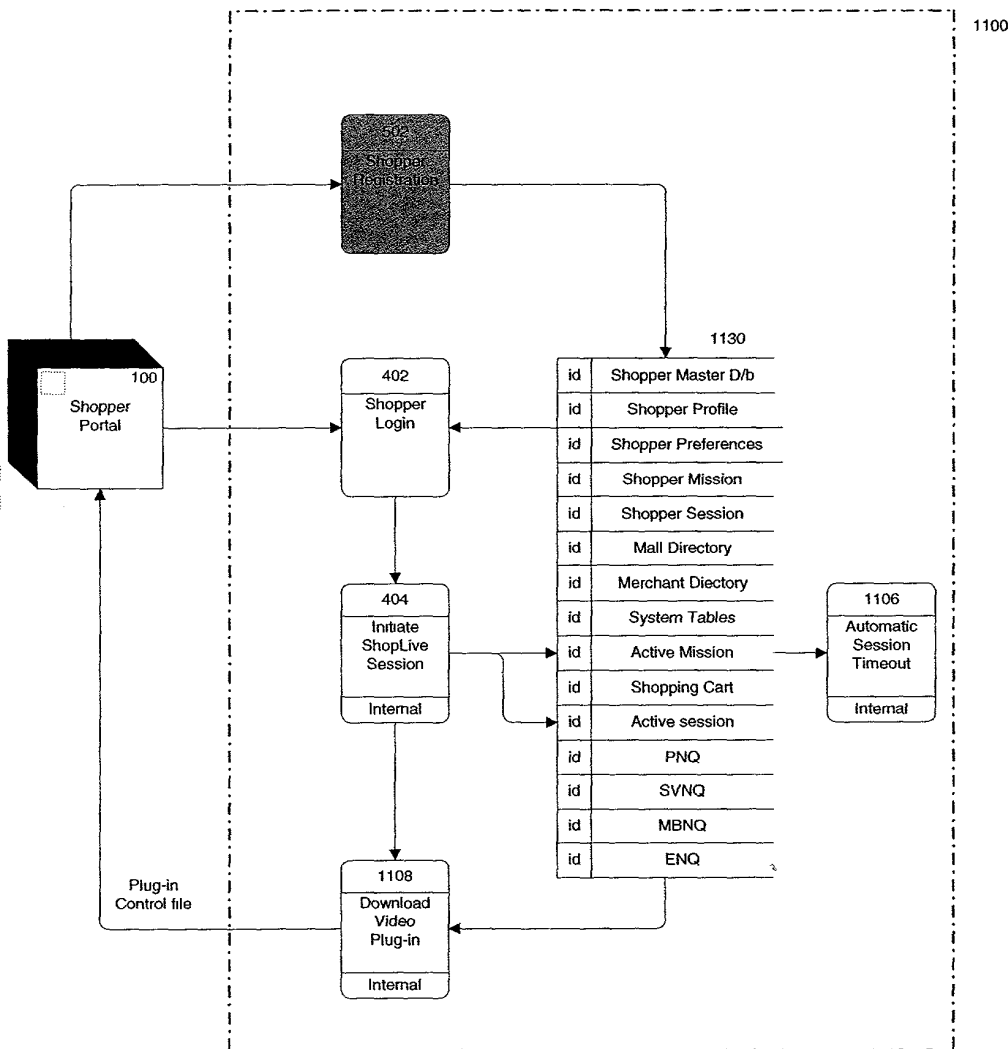 1100
502
Shopper
Registration
1130
100
Shopper
Portal
402
Shopper
Login
id Shopper Master D/b
id Shopper Profile
id Shopper Preferences
id Shopper Mission
id Shopper Session
id Mall Directory
id Merchant Diectory
id System Tables
id Active Mission
id Shopping Cart
id Active session
id PNQ
id SVNQ
id MBNQ
id ENQ
404
Initiate
ShopLive
Session
Internal
1106
Automatic
Session
Timeout
Internal
Plug-in
Control file
1108
Download
Video
Plug-in
Internal